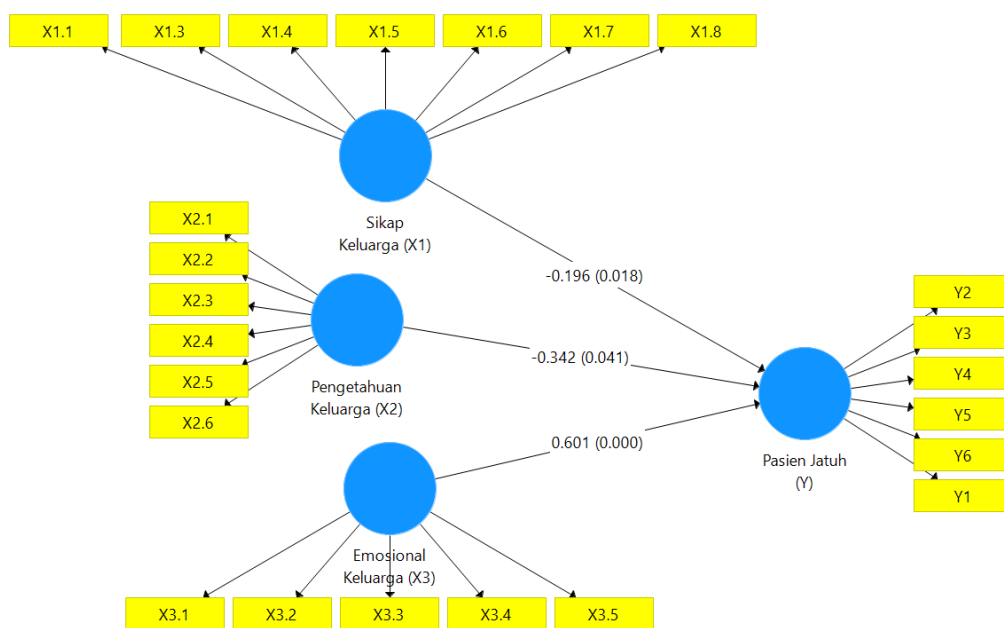 X1.1
X1.3
X1.4
X1.5
X1.6
X1.7
X1.8
Sikap
Keluarga (X1)
X2.1
X2.2
X2.3
X2.4
X2.5
X2.6
Pengetahuan
Keluarga (X2)
-0.196 (0.018)
-0.342 (0.041)
0.601 (0.000)
Y2
Y3
Y4
Y5
Y6
Y1
Pasien Jatuh
(Y)
Emosional
Keluarga (X3)
X3.1
X3.2
X3.3
X3.4
X3.5